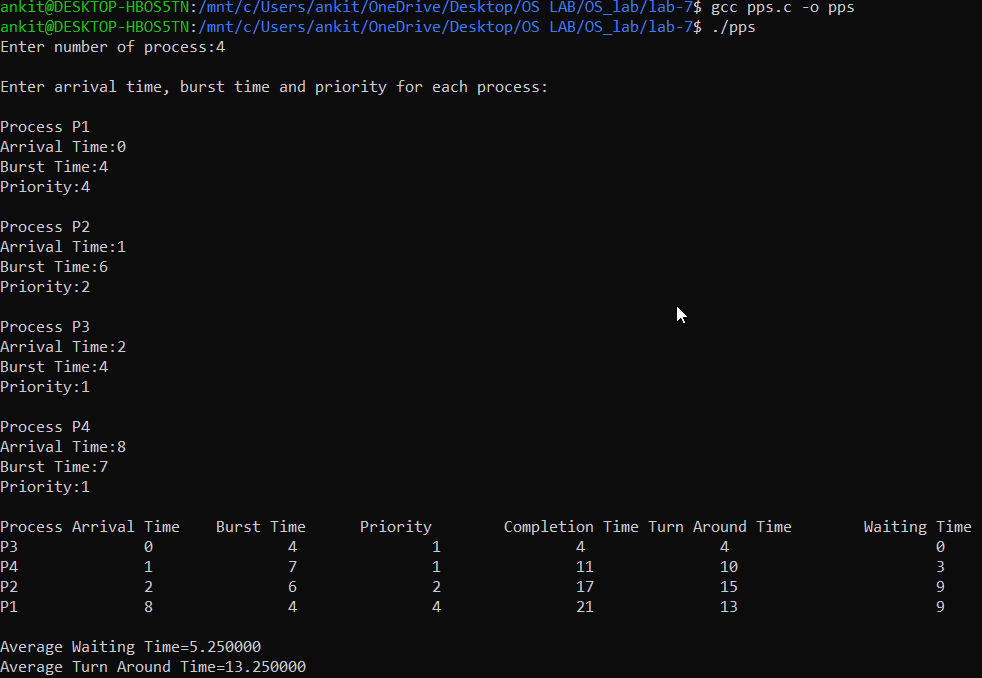 ankit@DESKTOP-HBOS5TN:/mnt/c/Users/ankit/OneDrive/Desktop/OS LAB/OS_lab/lab-7$ gcc pps.c -o pps
ankit@DESKTOP-HBOS5TN:/mnt/c/Users/ankit/OneDrive/Desktop/OS LAB/OS_lab/lab-7$ ./pps
Enter number of process:4
Enter arrival time, burst time and priority for each process:
Process P1
Arrival Time:0
Burst Time:4
Priority:4
Process P2
Arrival Time:1
Burst Time:6
Priority:2
Process P3
Arrival Time:2
Burst Time:4
Priority:1
Process P4
Arrival Time:8
Burst Time:7
Priority:1
Process Arrival Time    Burst Time      Priority        Completion Time Turn Around Time        Waiting Time
P3              0               4               1               4               4                       0
P4              1               7               1               11              10                      3
P2              2               6               2               17              15                      9
P1              8               4               4               21              13                      9
Average Waiting Time=5.250000
Average Turn Around Time=13.250000